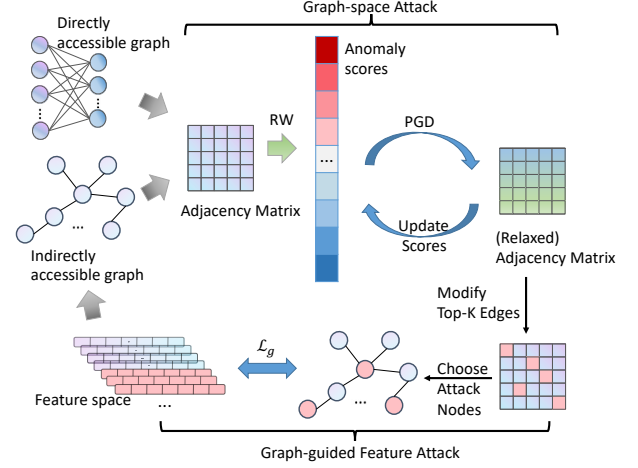 Graph-space Attack
Directly
accessible graph
Anomaly
scores
RW
PGD
...
Adjacency Matrix
Update
Scores
(Relaxed)
Adjacency Matrix
...
Indirectly
accessible graph
Modify
Top-K Edges
ℒg
Choose
Attack
Nodes
Feature space
...
...
Graph-guided Feature Attack